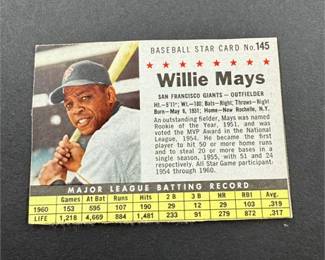 BASEBALL STAR CARD No. 145
Willie Mays
SAN FRANCISCO GIANTS — OUTFIELDER
Ht.—5'11"; Wt.—180; Bats—Right; Throws—Right
Born—May 6, 1931; Home—New Rochelle, N.Y.
An outstanding fielder, Mays was named
Rookie of the Year in 1951, and was
voted the MVP Award in the National
League, 1954. He became the first
player to hit 50 or more home runs
and to steal 20 or more bases in a
single season, 1955, with 51 and 24
respectively. All Star from 1954
through 1960.
MAJOR LEAGUE BATTING RECORD
Games At Bat Runs Hits 2 B 3 B HR RBI Avg.
1960 153 595 107 190 29 12 29 103 .319
LIFE 1,218 4,669 884 1,481 233 91 279 872 .317